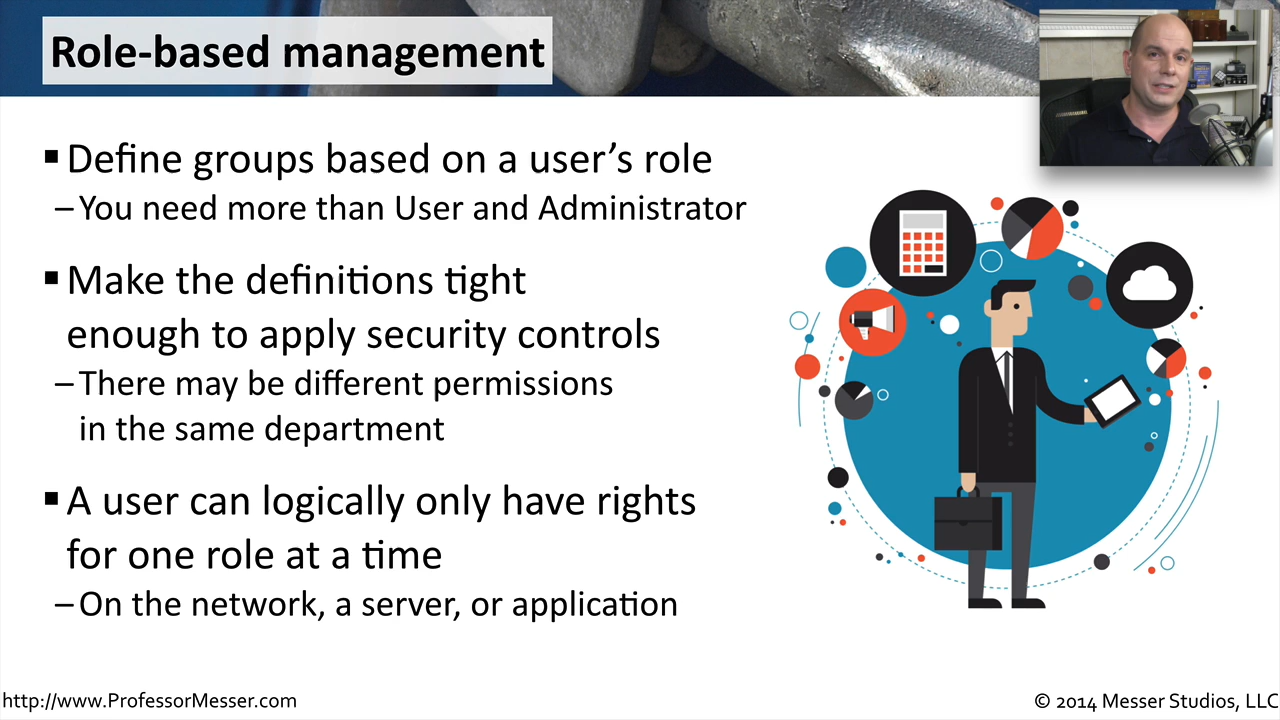 Role-based management
▪ Define groups based on a user’s role
– You need more than User and Administrator
▪ Make the definitions tight
enough to apply security controls
– There may be different permissions
in the same department
▪ A user can logically only have rights
for one role at a time
– On the network, a server, or application
http://www.ProfessorMesser.com
© 2014 Messer Studios, LLC